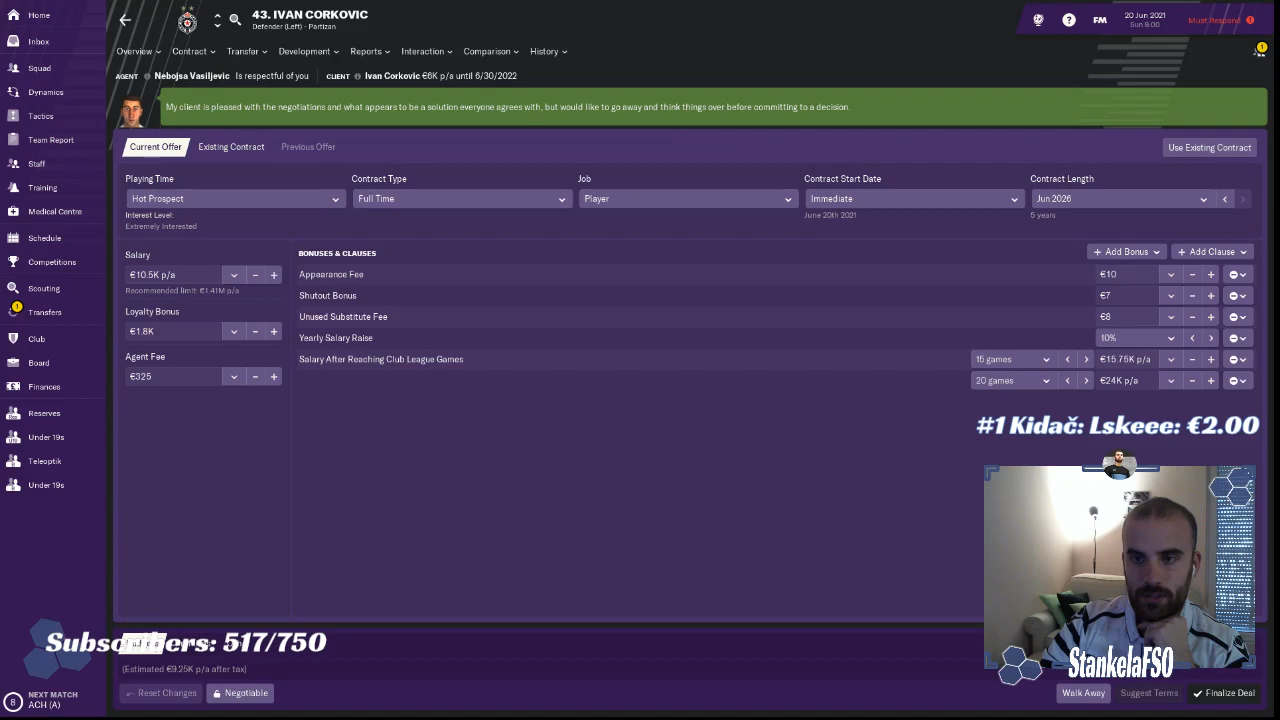 Home
Inbox
Squad
Dynamics
Tactics
Team Report
Staff
Training
Medical Centre
Schedule
Competitions
Scouting
1
Transfers
Club
Board
Finances
Reserves
Under 19s
Teleoptik
Under 19s
8 NEXT MATCH
ACH (A)
43. IVAN CORKOVIC
Defender (Left) - Partizan
? FM 20 Jun 2021
Sun 8:00
Must Respond
1
Overview Contract Transfer Development Reports Interaction Comparison History
AGENT Nebojsa Vasiljevic Is respectful of you CLIENT Ivan Corkovic €6K p/a until 6/30/2022
My client is pleased with the negotiations and what appears to be a solution everyone agrees with, but would like to go away and think things over before committing to a decision.
Current Offer Existing Contract Previous Offer Use Existing Contract
Playing Time Contract Type Job Contract Start Date Contract Length
Hot Prospect Full Time Player Immediate Jun 2026
Interest Level: June 20th 2021 5 years
Extremely Interested
Salary
€10.5K p/a
Recommended limit: €1.41M p/a
Loyalty Bonus
€1.8K
Agent Fee
€325
BONUSES & CLAUSES + Add Bonus + Add Clause
Appearance Fee €10
Shutout Bonus €7
Unused Substitute Fee €8
Yearly Salary Raise 10%
Salary After Reaching Club League Games 15 games €15.75K p/a
20 games €24K p/a
#1 Kidač: Lskeee: €2.00
StankelaFSO
Subscribers: 517/750
(Estimated €9.25K p/a after tax)
Reset Changes Negotiable Walk Away Suggest Terms Finalize Deal